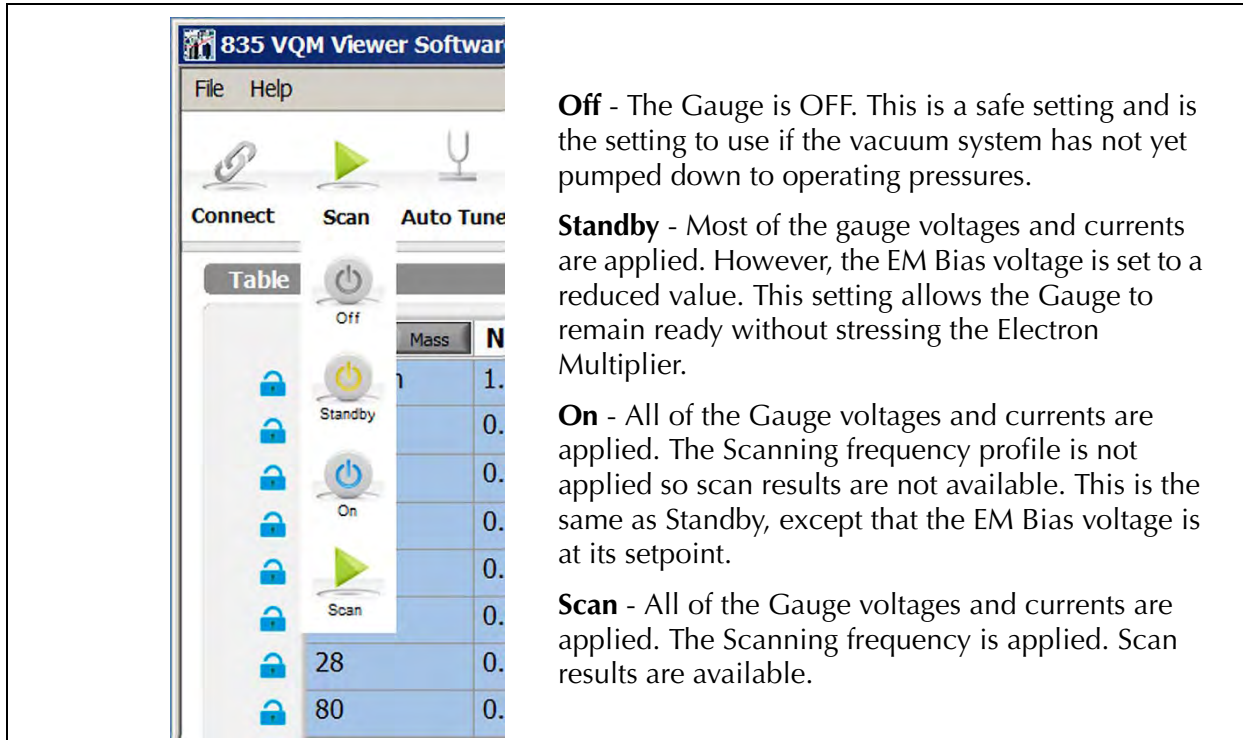 835 VQM Viewer Softwar
File Help
Connect Scan Auto Tune
Table
Off
Mass N
1.
Standby
0.
0.
On
0.
0.
Scan
0.
28 0.
80 0.
Off - The Gauge is OFF. This is a safe setting and is
the setting to use if the vacuum system has not yet
pumped down to operating pressures.
Standby - Most of the gauge voltages and currents
are applied. However, the EM Bias voltage is set to a
reduced value. This setting allows the Gauge to
remain ready without stressing the Electron
Multiplier.
On - All of the Gauge voltages and currents are
applied. The Scanning frequency profile is not
applied so scan results are not available. This is the
same as Standby, except that the EM Bias voltage is
at its setpoint.
Scan - All of the Gauge voltages and currents are
applied. The Scanning frequency is applied. Scan
results are available.